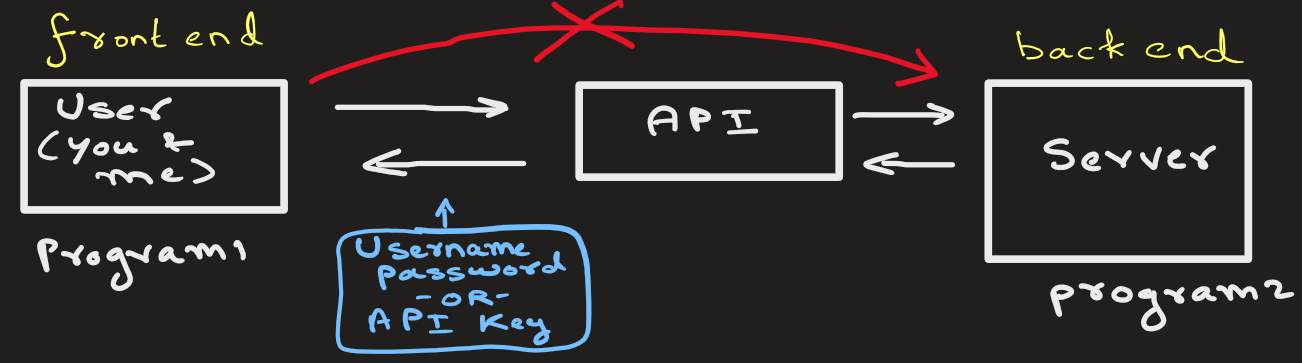 front end
User
(you &
me)
program1
API
Username
password
-OR-
API Key
back end
Server
program2